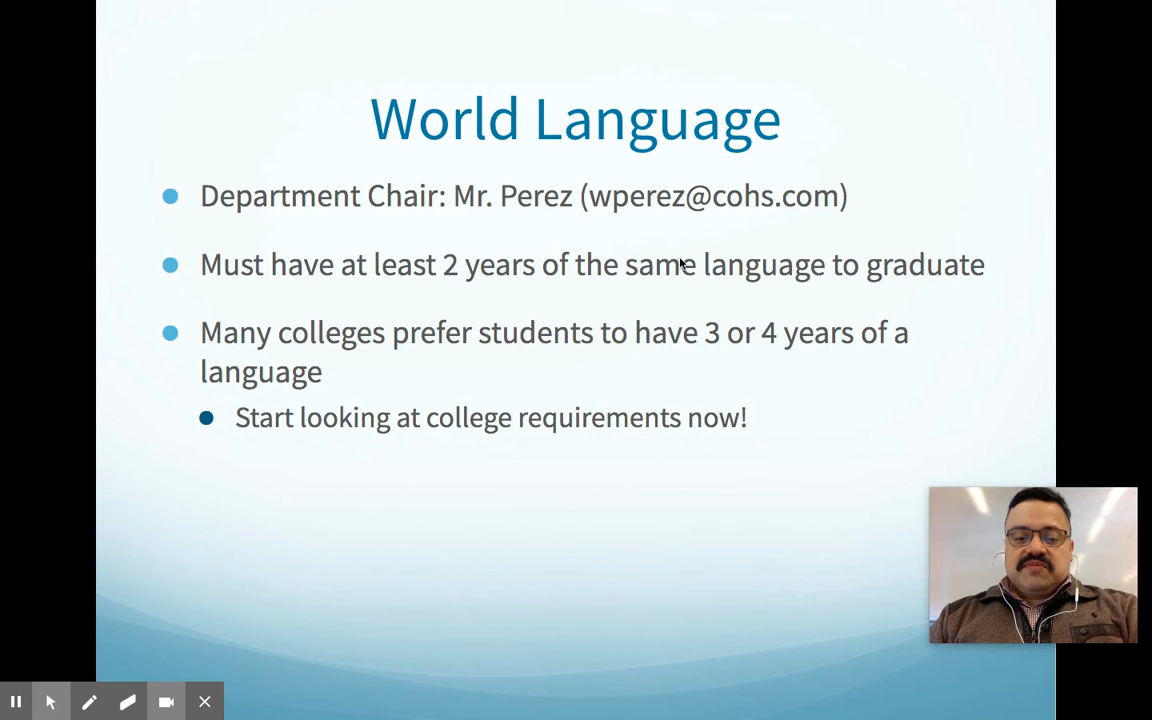 World Language
Department Chair: Mr. Perez (wperez@cohs.com)
Must have at least 2 years of the same language to graduate
Many colleges prefer students to have 3 or 4 years of a
language
Start looking at college requirements now!